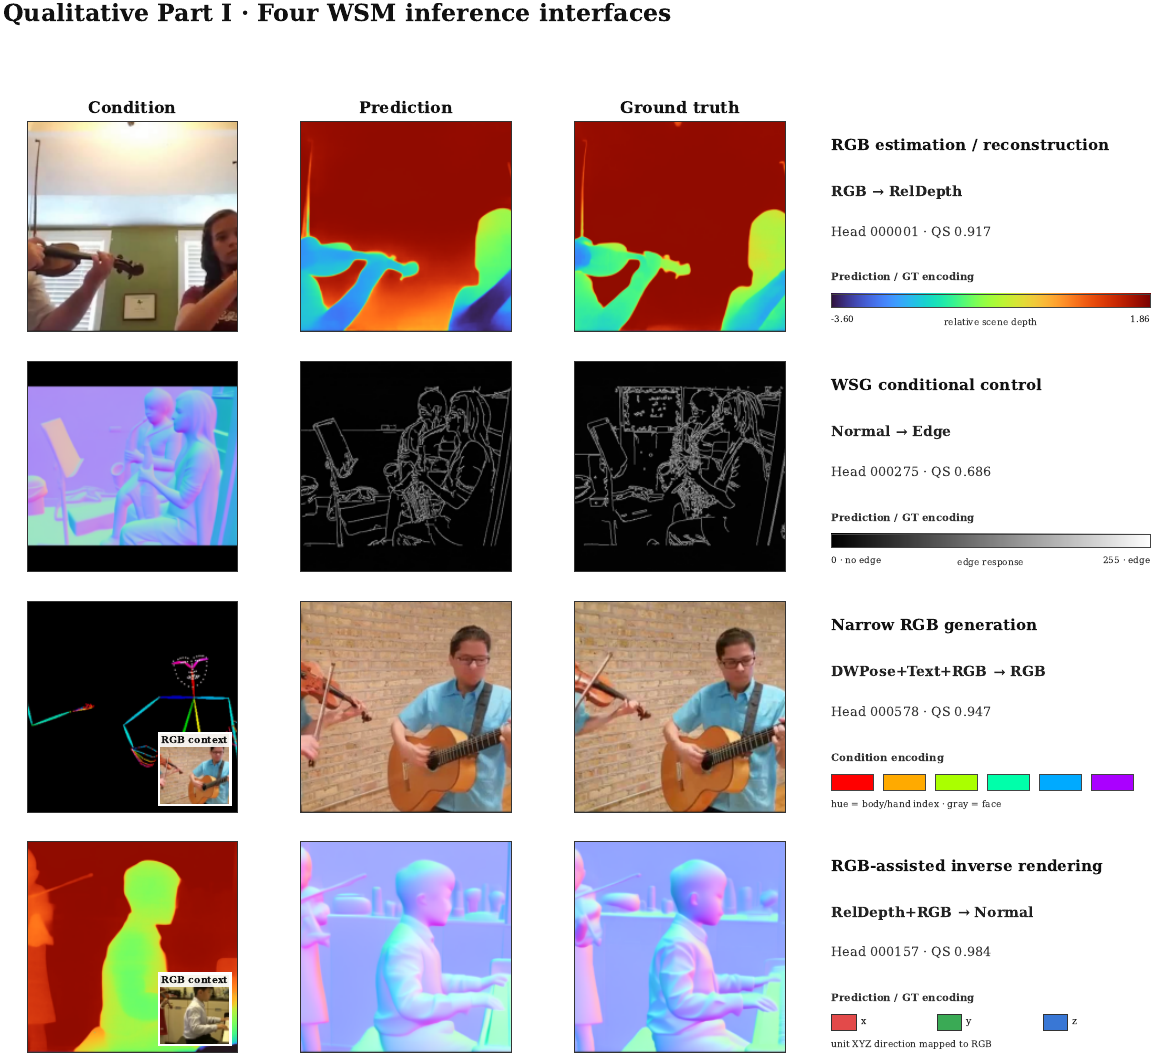 Qualitative Part I · Four WSM inference interfaces
Condition
Prediction
Ground truth
RGB estimation / reconstruction
RGB → RelDepth
Head 000001 · QS 0.917
Prediction / GT encoding
-3.60
relative scene depth
1.86
WSG conditional control
Normal → Edge
Head 000275 · QS 0.686
Prediction / GT encoding
0 · no edge
edge response
255 · edge
RGB context
Narrow RGB generation
DWPose+Text+RGB → RGB
Head 000578 · QS 0.947
Condition encoding
hue = body/hand index · gray = face
RGB context
RGB-assisted inverse rendering
RelDepth+RGB → Normal
Head 000157 · QS 0.984
Prediction / GT encoding
x
y
z
unit XYZ direction mapped to RGB